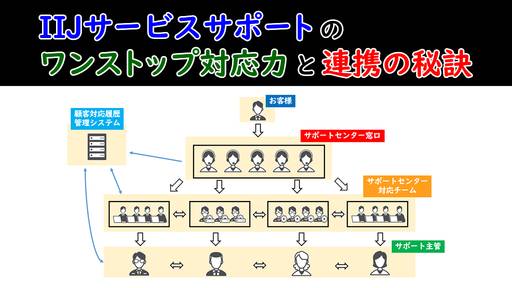 IIJサービスサポートの
ワンストップ対応力と連携の秘訣
お客様
顧客対応履歴
管理システム
サポートセンター窓口
サポートセンター
対応チーム
サポート主管